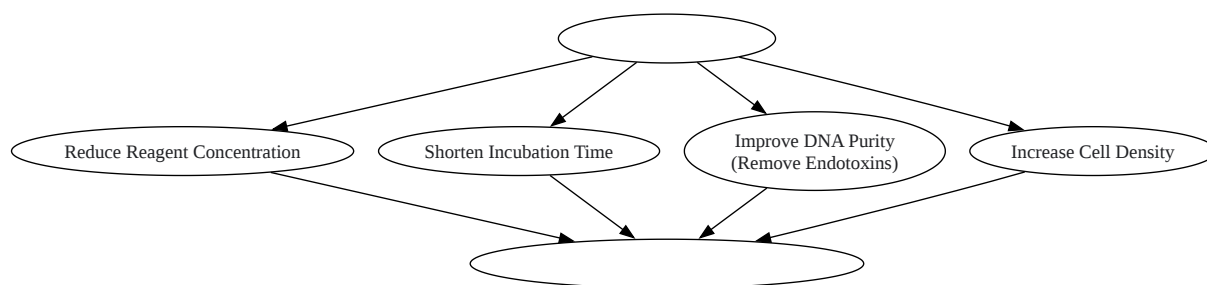 Reduce Reagent Concentration
Shorten Incubation Time
Improve DNA Purity
(Remove Endotoxins)
Increase Cell Density